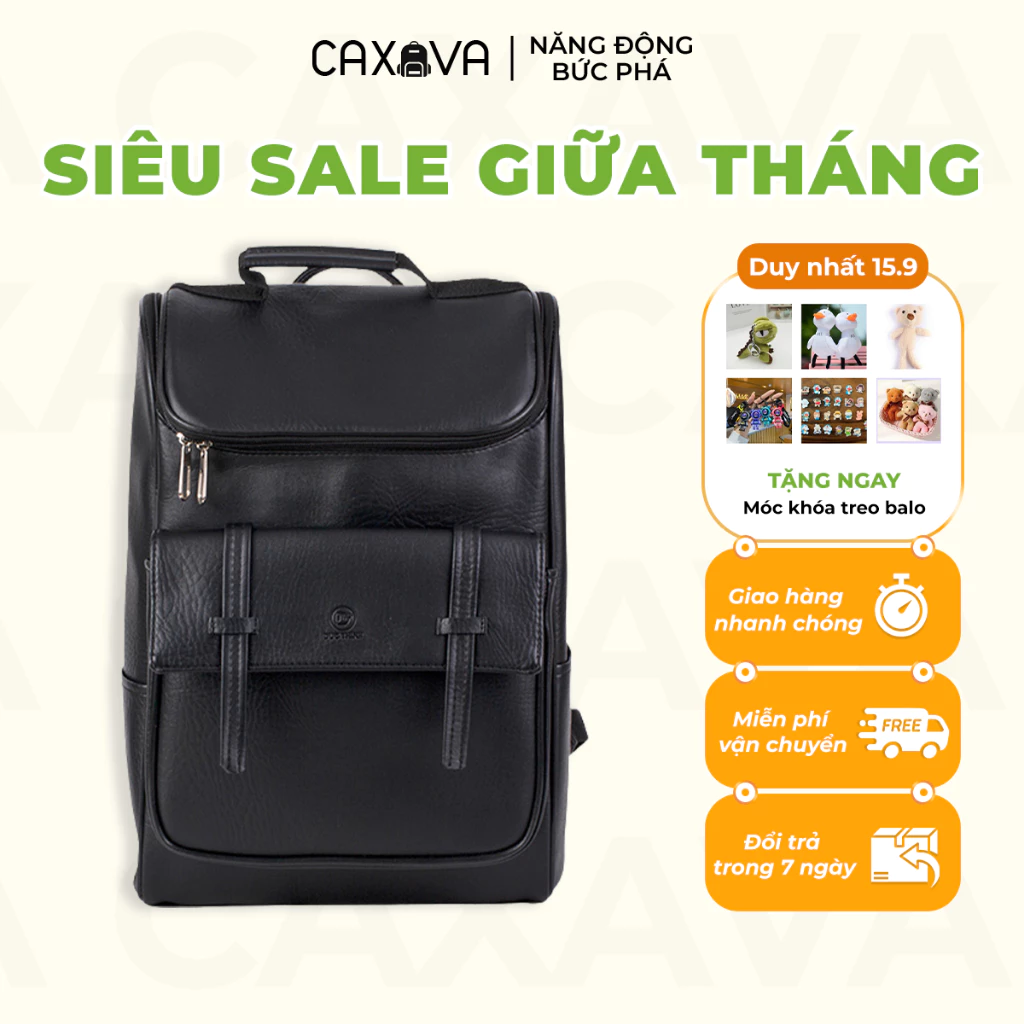 CAXAVA
NĂNG ĐỘNG
BỨC PHÁ
SIÊU SALE GIỮA THÁNG
Duy nhất 15.9
TẶNG NGAY
Móc khóa treo balo
Giao hàng
nhanh chóng
Miễn phí
vận chuyển
FREE
Đổi trả
trong 7 ngày